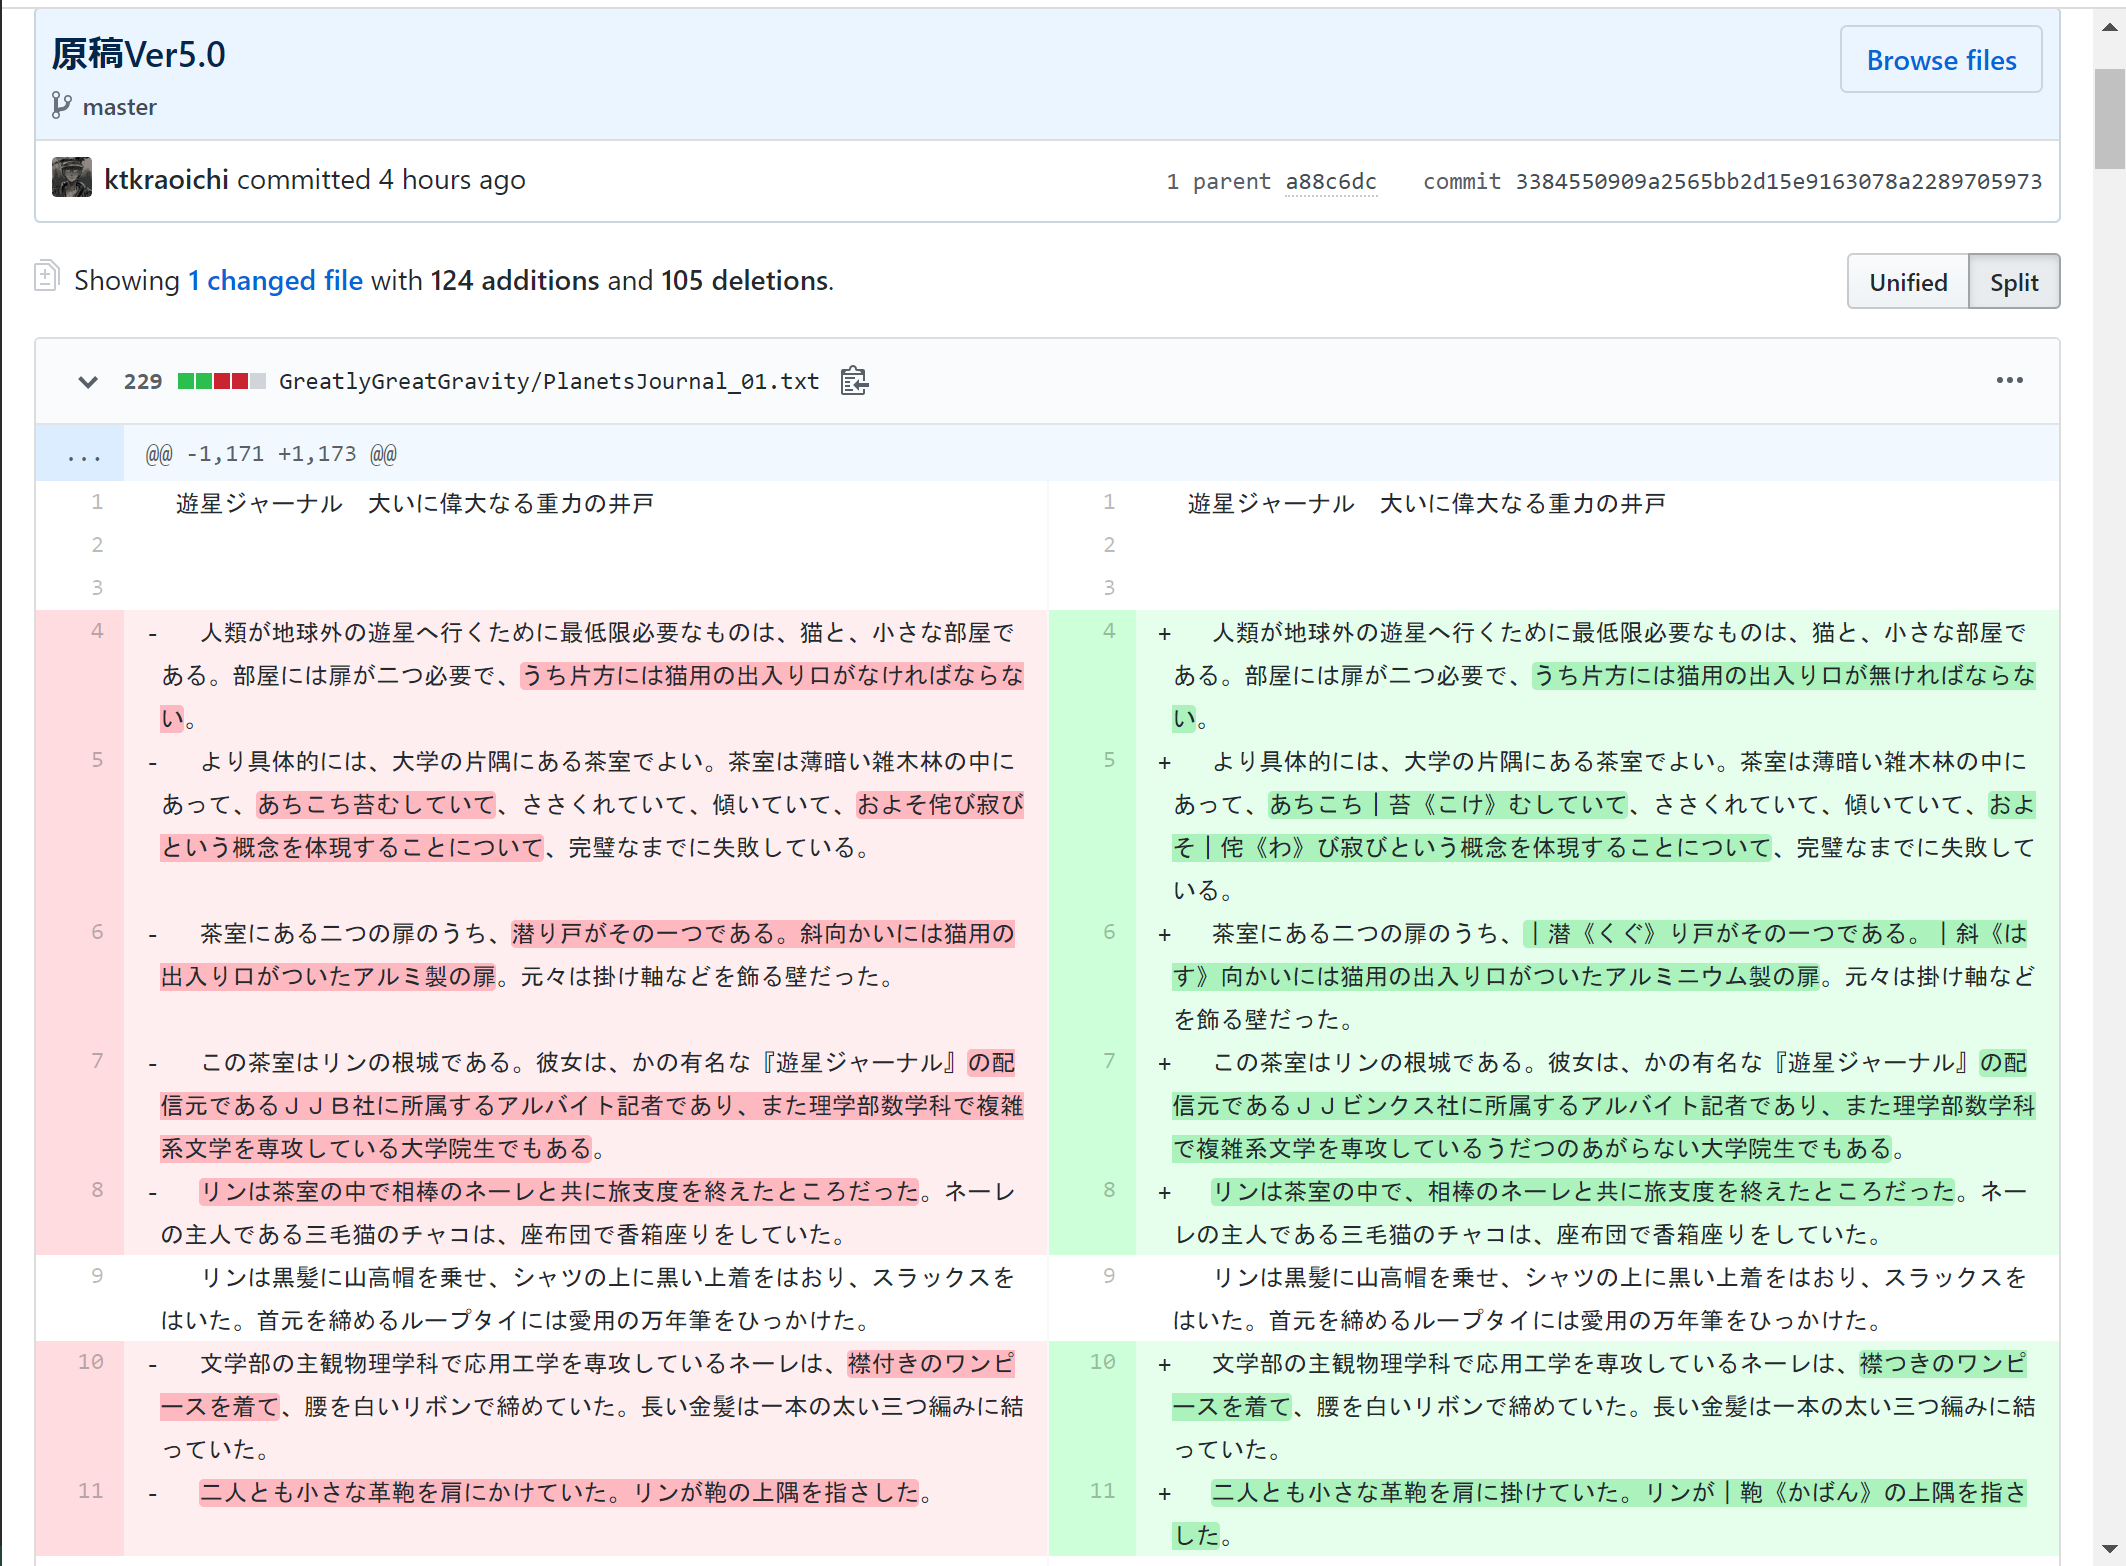 原稿Ver5.0
Browse files
master
ktkraoichi committed 4 hours ago
1 parent a88c6dc commit 3384550909a2565bb2d15e9163078a2289705973
Showing 1 changed file with 124 additions and 105 deletions.
Unified Split
229 GreatlyGreatGravity/PlanetsJournal_01.txt
... @@ -1,171 +1,173 @@
1 遊星ジャーナル　大いに偉大なる重力の井戸
2
3
4 -　人類が地球外の遊星へ行くために最低限必要なものは、猫と、小さな部屋で
ある。部屋には扉が二つ必要で、うち片方には猫用の出入り口がなければならな
い。
5 -　より具体的には、大学の片隅にある茶室でよい。茶室は薄暗い雑木林の中に
あって、あちこち苔むしていて、ささくれていて、傾いていて、およそ侘び寂び
という概念を体現することについて、完璧なまでに失敗している。
6 -　茶室にある二つの扉のうち、潜り戸がその一つである。斜向かいには猫用の
出入り口がついたアルミ製の扉。元々は掛け軸などを飾る壁だった。
7 -　この茶室はリンの根城である。彼女は、かの有名な『遊星ジャーナル』の配
信元であるＪＪＢ社に所属するアルバイト記者であり、また理学部数学科で複雑
系文学を専攻している大学院生でもある。
8 -　リンは茶室の中で相棒のネーレと共に旅支度を終えたところだった。ネーレ
の主人である三毛猫のチャコは、座布団で香箱座りをしていた。
9 　リンは黒髪に山高帽を乗せ、シャツの上に黒い上着をはおり、スラックスを
はいた。首元を締めるループタイには愛用の万年筆をひっかけた。
10 -　文学部の主観物理学科で応用工学を専攻しているネーレは、襟付きのワンピ
ースを着て、腰を白いリボンで締めていた。長い金髪は一本の太い三つ編みに結
っていた。
11 -　二人とも小さな革鞄を肩にかけていた。リンが鞄の上隅を指さした。
1 遊星ジャーナル　大いに偉大なる重力の井戸
2
3
4 +　人類が地球外の遊星へ行くために最低限必要なものは、猫と、小さな部屋で
ある。部屋には扉が二つ必要で、うち片方には猫用の出入り口が無ければならな
い。
5 +　より具体的には、大学の片隅にある茶室でよい。茶室は薄暗い雑木林の中に
あって、あちこち｜苔《こけ》むしていて、ささくれていて、傾いていて、およ
そ｜侘《わ》び寂びという概念を体現することについて、完璧なまでに失敗して
いる。
6 +　茶室にある二つの扉のうち、｜潜《くぐ》り戸がその一つである。｜斜《は
す》向かいには猫用の出入り口がついたアルミニウム製の扉。元々は掛け軸など
を飾る壁だった。
7 +　この茶室はリンの根城である。彼女は、かの有名な『遊星ジャーナル』の配
信元であるＪＪビンクス社に所属するアルバイト記者であり、また理学部数学科
で複雑系文学を専攻しているうだつのあがらない大学院生でもある。
8 +　リンは茶室の中で、相棒のネーレと共に旅支度を終えたところだった。ネー
レの主人である三毛猫のチャコは、座布団で香箱座りをしていた。
9 　リンは黒髪に山高帽を乗せ、シャツの上に黒い上着をはおり、スラックスを
はいた。首元を締めるループタイには愛用の万年筆をひっかけた。
10 +　文学部の主観物理学科で応用工学を専攻しているネーレは、襟つきのワンピ
ースを着て、腰を白いリボンで締めていた。長い金髪は一本の太い三つ編みに結
っていた。
11 +　二人とも小さな革鞄を肩に掛けていた。リンが｜鞄《かばん》の上隅を指さ
した。